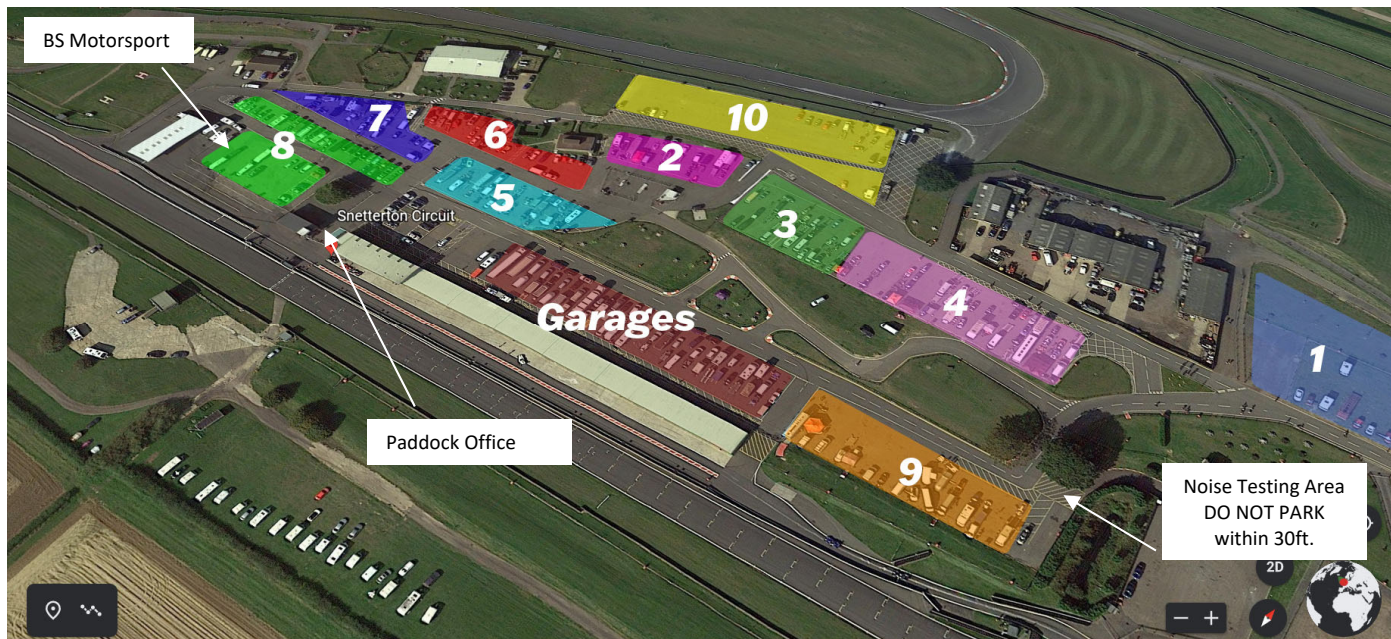 BS Motorsport
10
7
6
8
2
5
Snetterton Circuit
3
4
Garages
1
Paddock Office
9
Noise Testing Area
DO NOT PARK
within 30ft.
2D